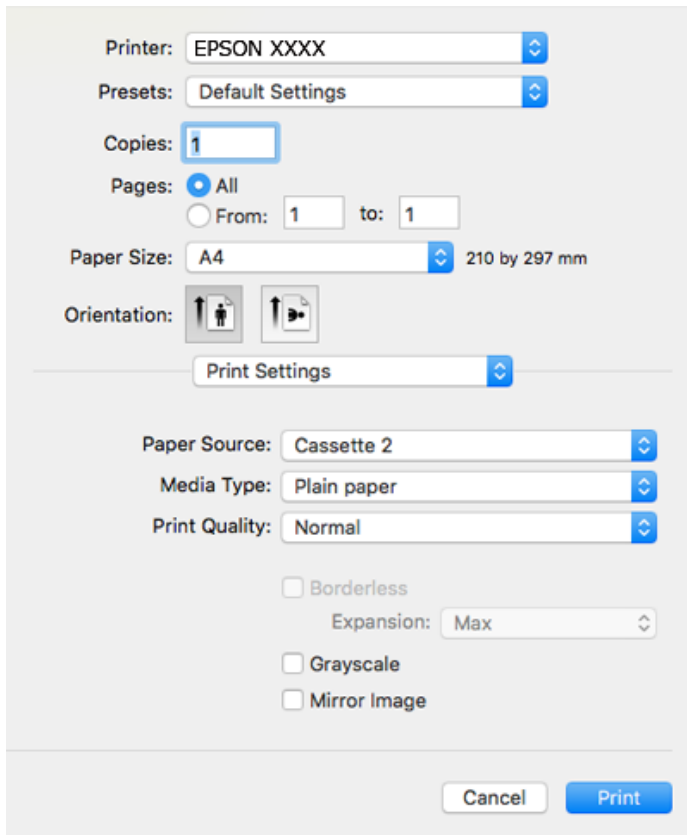 Printer: EPSON XXXX
Presets: Default Settings
Copies: 1
Pages: All
From: 1 to: 1
Paper Size: A4 210 by 297 mm
Orientation:
Print Settings
Paper Source: Cassette 2
Media Type: Plain paper
Print Quality: Normal
Borderless
Expansion: Max
Grayscale
Mirror Image
Cancel Print